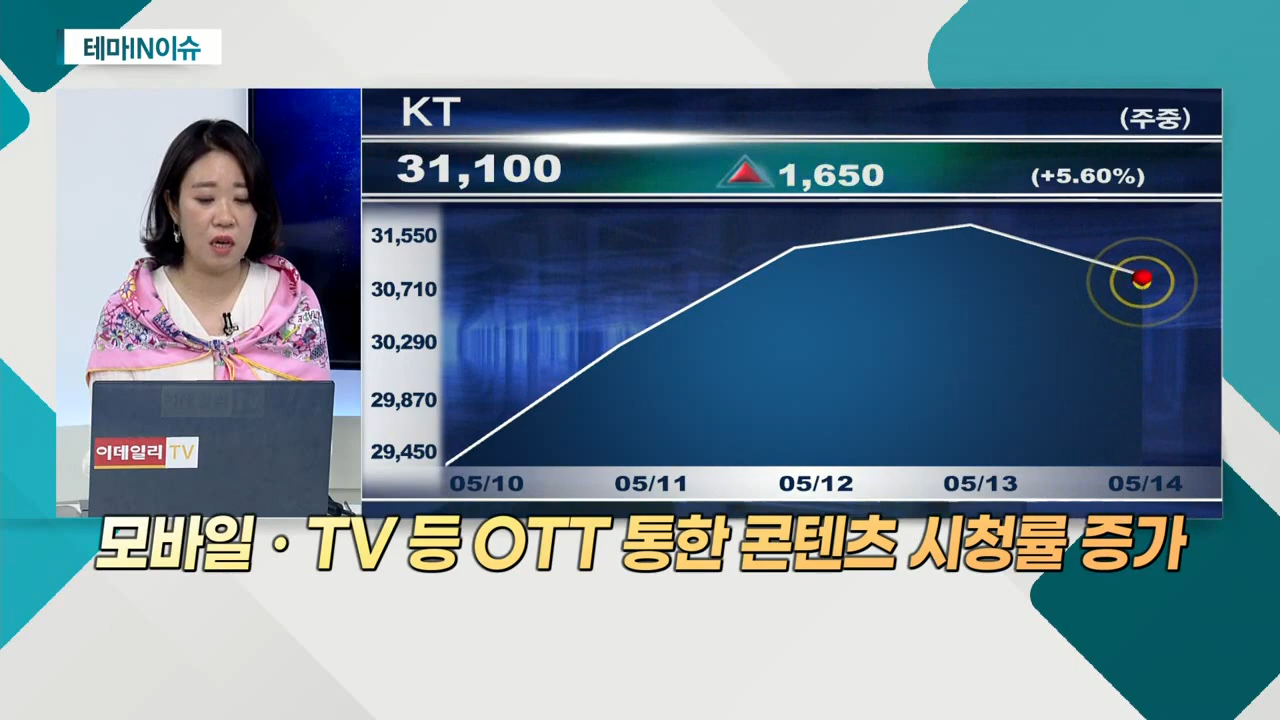 테마IN이슈
KT (주중)
31,100 1,650 (+5.60%)
31,550
30,710
30,290
29,870
29,450
05/10 05/11 05/12 05/13 05/14
이데일리 TV
모바일 · TV 등 OTT 통한 콘텐츠 시청률 증가